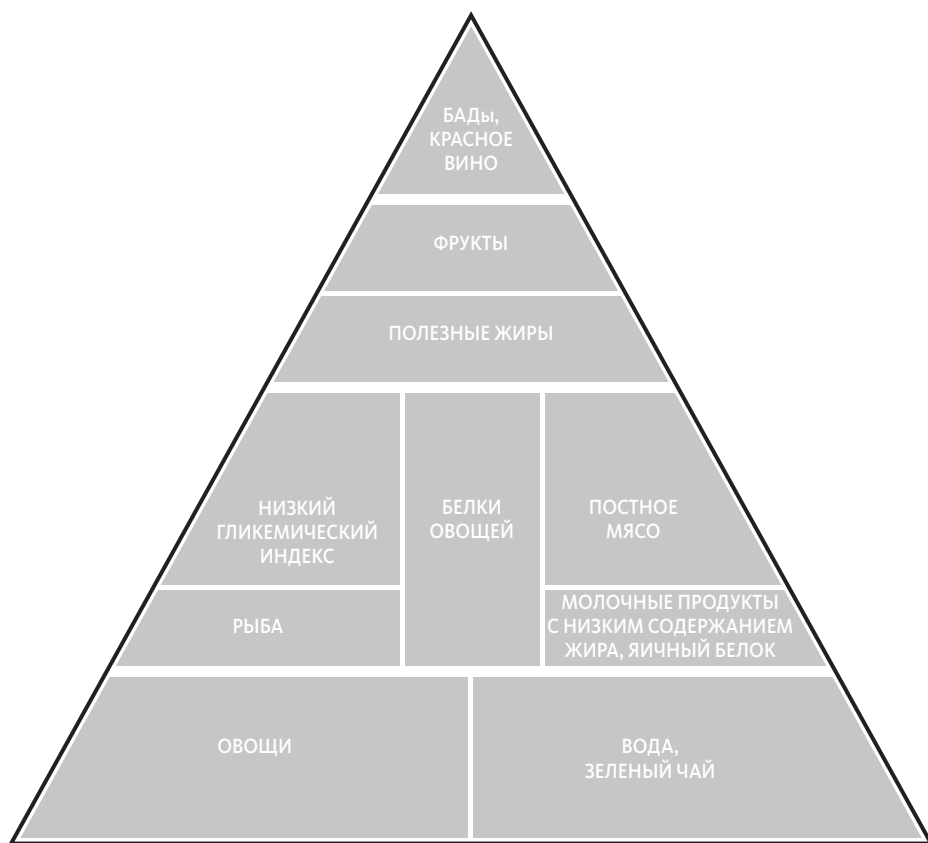 БАДы,
КРАСНОЕ
ВИНО
ФРУКТЫ
ПОЛЕЗНЫЕ ЖИРЫ
НИЗКИЙ
ГЛИКЕМИЧЕСКИЙ
ИНДЕКС
БЕЛКИ
ОВОЩЕЙ
ПОСТНОЕ
МЯСО
РЫБА
МОЛОЧНЫЕ ПРОДУКТЫ
С НИЗКИМ СОДЕРЖАНИЕМ
ЖИРА, ЯИЧНЫЙ БЕЛОК
ОВОЩИ
ВОДА,
ЗЕЛЕНЫЙ ЧАЙ